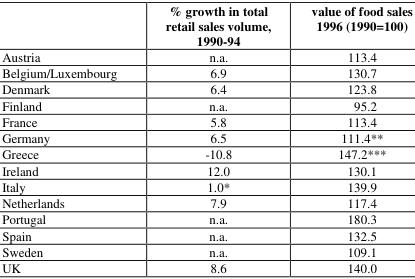 % growth in total value of food sales
retail sales volume, 1996 (1990=100)
1990-94
Austria n.a. 113.4
Belgium/Luxembourg 6.9 130.7
Denmark 6.4 123.8
Finland n.a. 95.2
France 5.8 113.4
Germany 6.5 111.4**
Greece -10.8 147.2***
Ireland 12.0 130.1
Italy 1.0* 139.9
Netherlands 7.9 117.4
Portugal n.a. 180.3
Spain n.a. 132.5
Sweden n.a. 109.1
UK 8.6 140.0